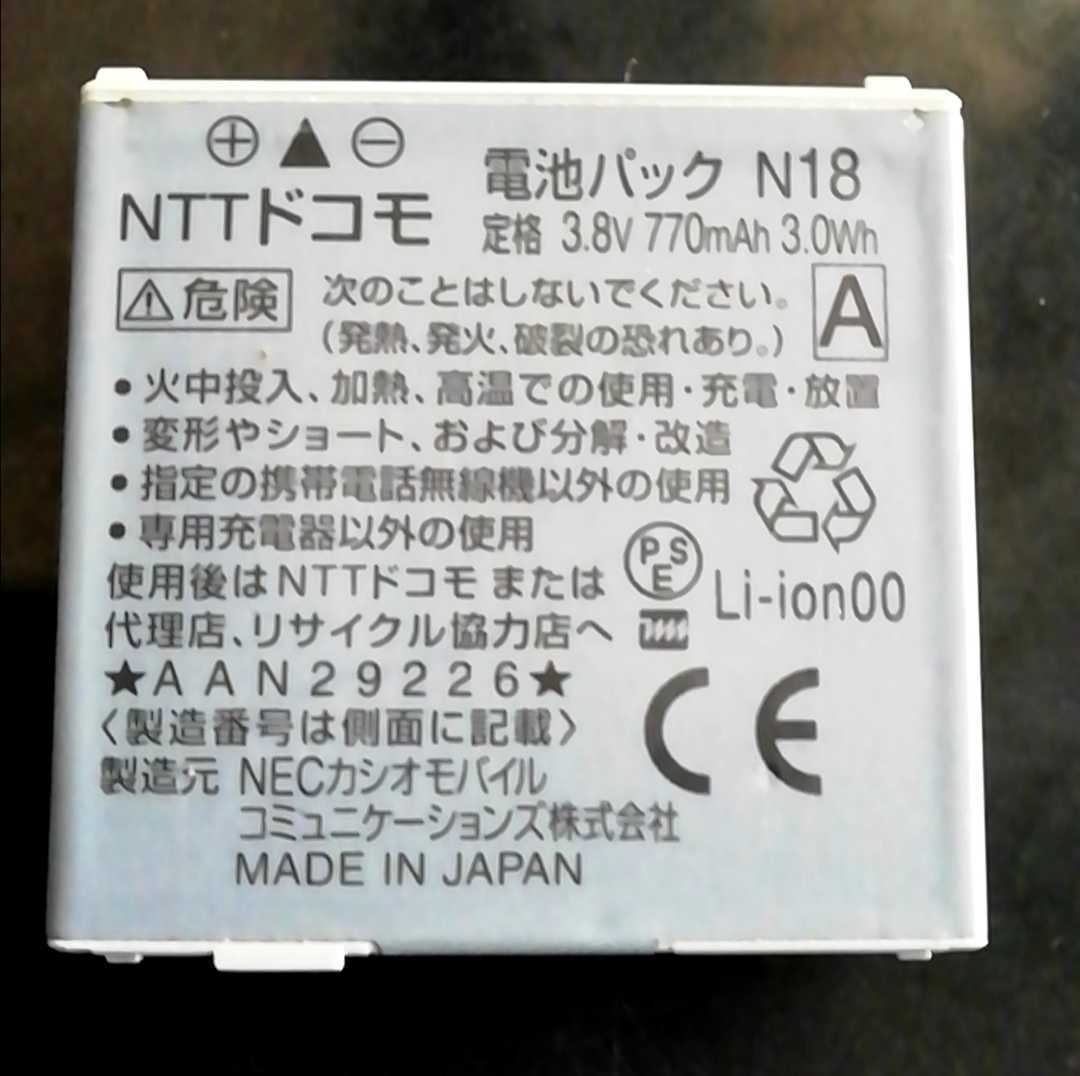 ⊕▲⊖
NTTドコモ
電池パック N18
定格 3.8V 770mAh 3.0Wh
⚠危険
次のことはしないでください。
(発熱、発火、破裂の恐れあり。)
A
•火中投入、加熱、高温での使用・充電・放置
•変形やショート、および分解・改造
•指定の携帯電話無線機以外の使用
•専用充電器以外の使用
使用後はNTTドコモ または
代理店、リサイクル協力店へ
PSE
Li-ion00
★AAN29226★
〈製造番号は側面に記載〉
CE
製造元 NECカシオモバイル
コミュニケーションズ株式会社
MADE IN JAPAN